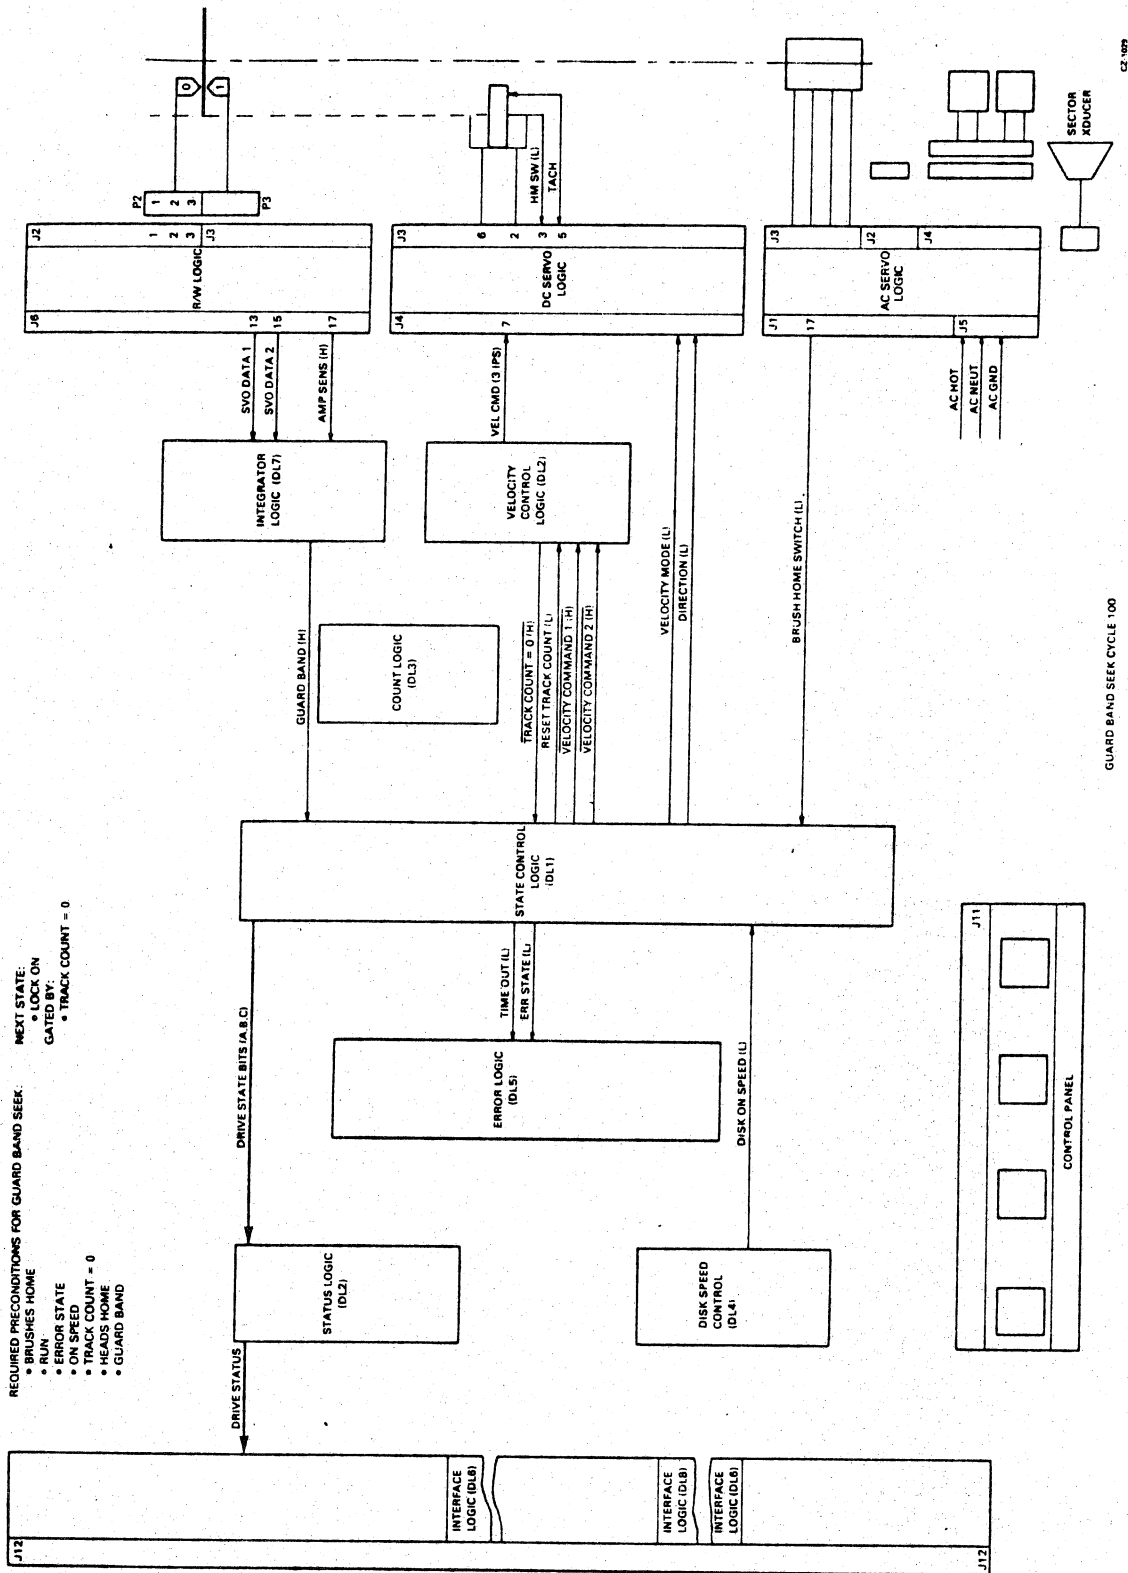 REQUIRED PRECONDITIONS FOR GUARD BAND SEEK:
• BRUSHES HOME
• RUN
• ERROR STATE
• ON SPEED
• TRACK COUNT = 0
• HEADS HOME
• GUARD BAND
NEXT STATE:
• LOCK ON
GATED BY:
• TRACK COUNT = 0
J12
INTERFACE
LOGIC (DL6)
INTERFACE
LOGIC (DL8)
INTERFACE
LOGIC (DL6)
J12
DRIVE STATUS
STATUS LOGIC
(DL2)
DRIVE STATE BITS (A.B.C)
DISK SPEED
CONTROL
(DL4)
DISK ON SPEED (L)
ERROR LOGIC
(DL5)
TIME OUT (L)
ERR STATE (L)
STATE CONTROL
LOGIC
(DL1)
GUARD BAND (H)
COUNT LOGIC
(DL3)
TRACK COUNT = 0 (H)
RESET TRACK COUNT (L)
VELOCITY COMMAND 1 (H)
VELOCITY COMMAND 2 (H)
VELOCITY MODE (L)
DIRECTION (L)
BRUSH HOME SWITCH (L)
INTEGRATOR
LOGIC (DL7)
SVO DATA 1
SVO DATA 2
AMP SENS (H)
VELOCITY
CONTROL
LOGIC (DL2)
VEL CMD (3 IPS)
J6
13
15
17
R/W LOGIC
J2
1
2
3
J3
P2
1
2
3
P3
0
1
J4
7
DC SERVO
LOGIC
J3
6
2
3
5
HM SW (L)
TACH
J1
17
J5
AC SERVO
LOGIC
J3
J2
J4
AC HOT
AC NEUT
AC GND
SECTOR
XDUCER
J11
CONTROL PANEL
GUARD BAND SEEK CYCLE 100
CZ-1029